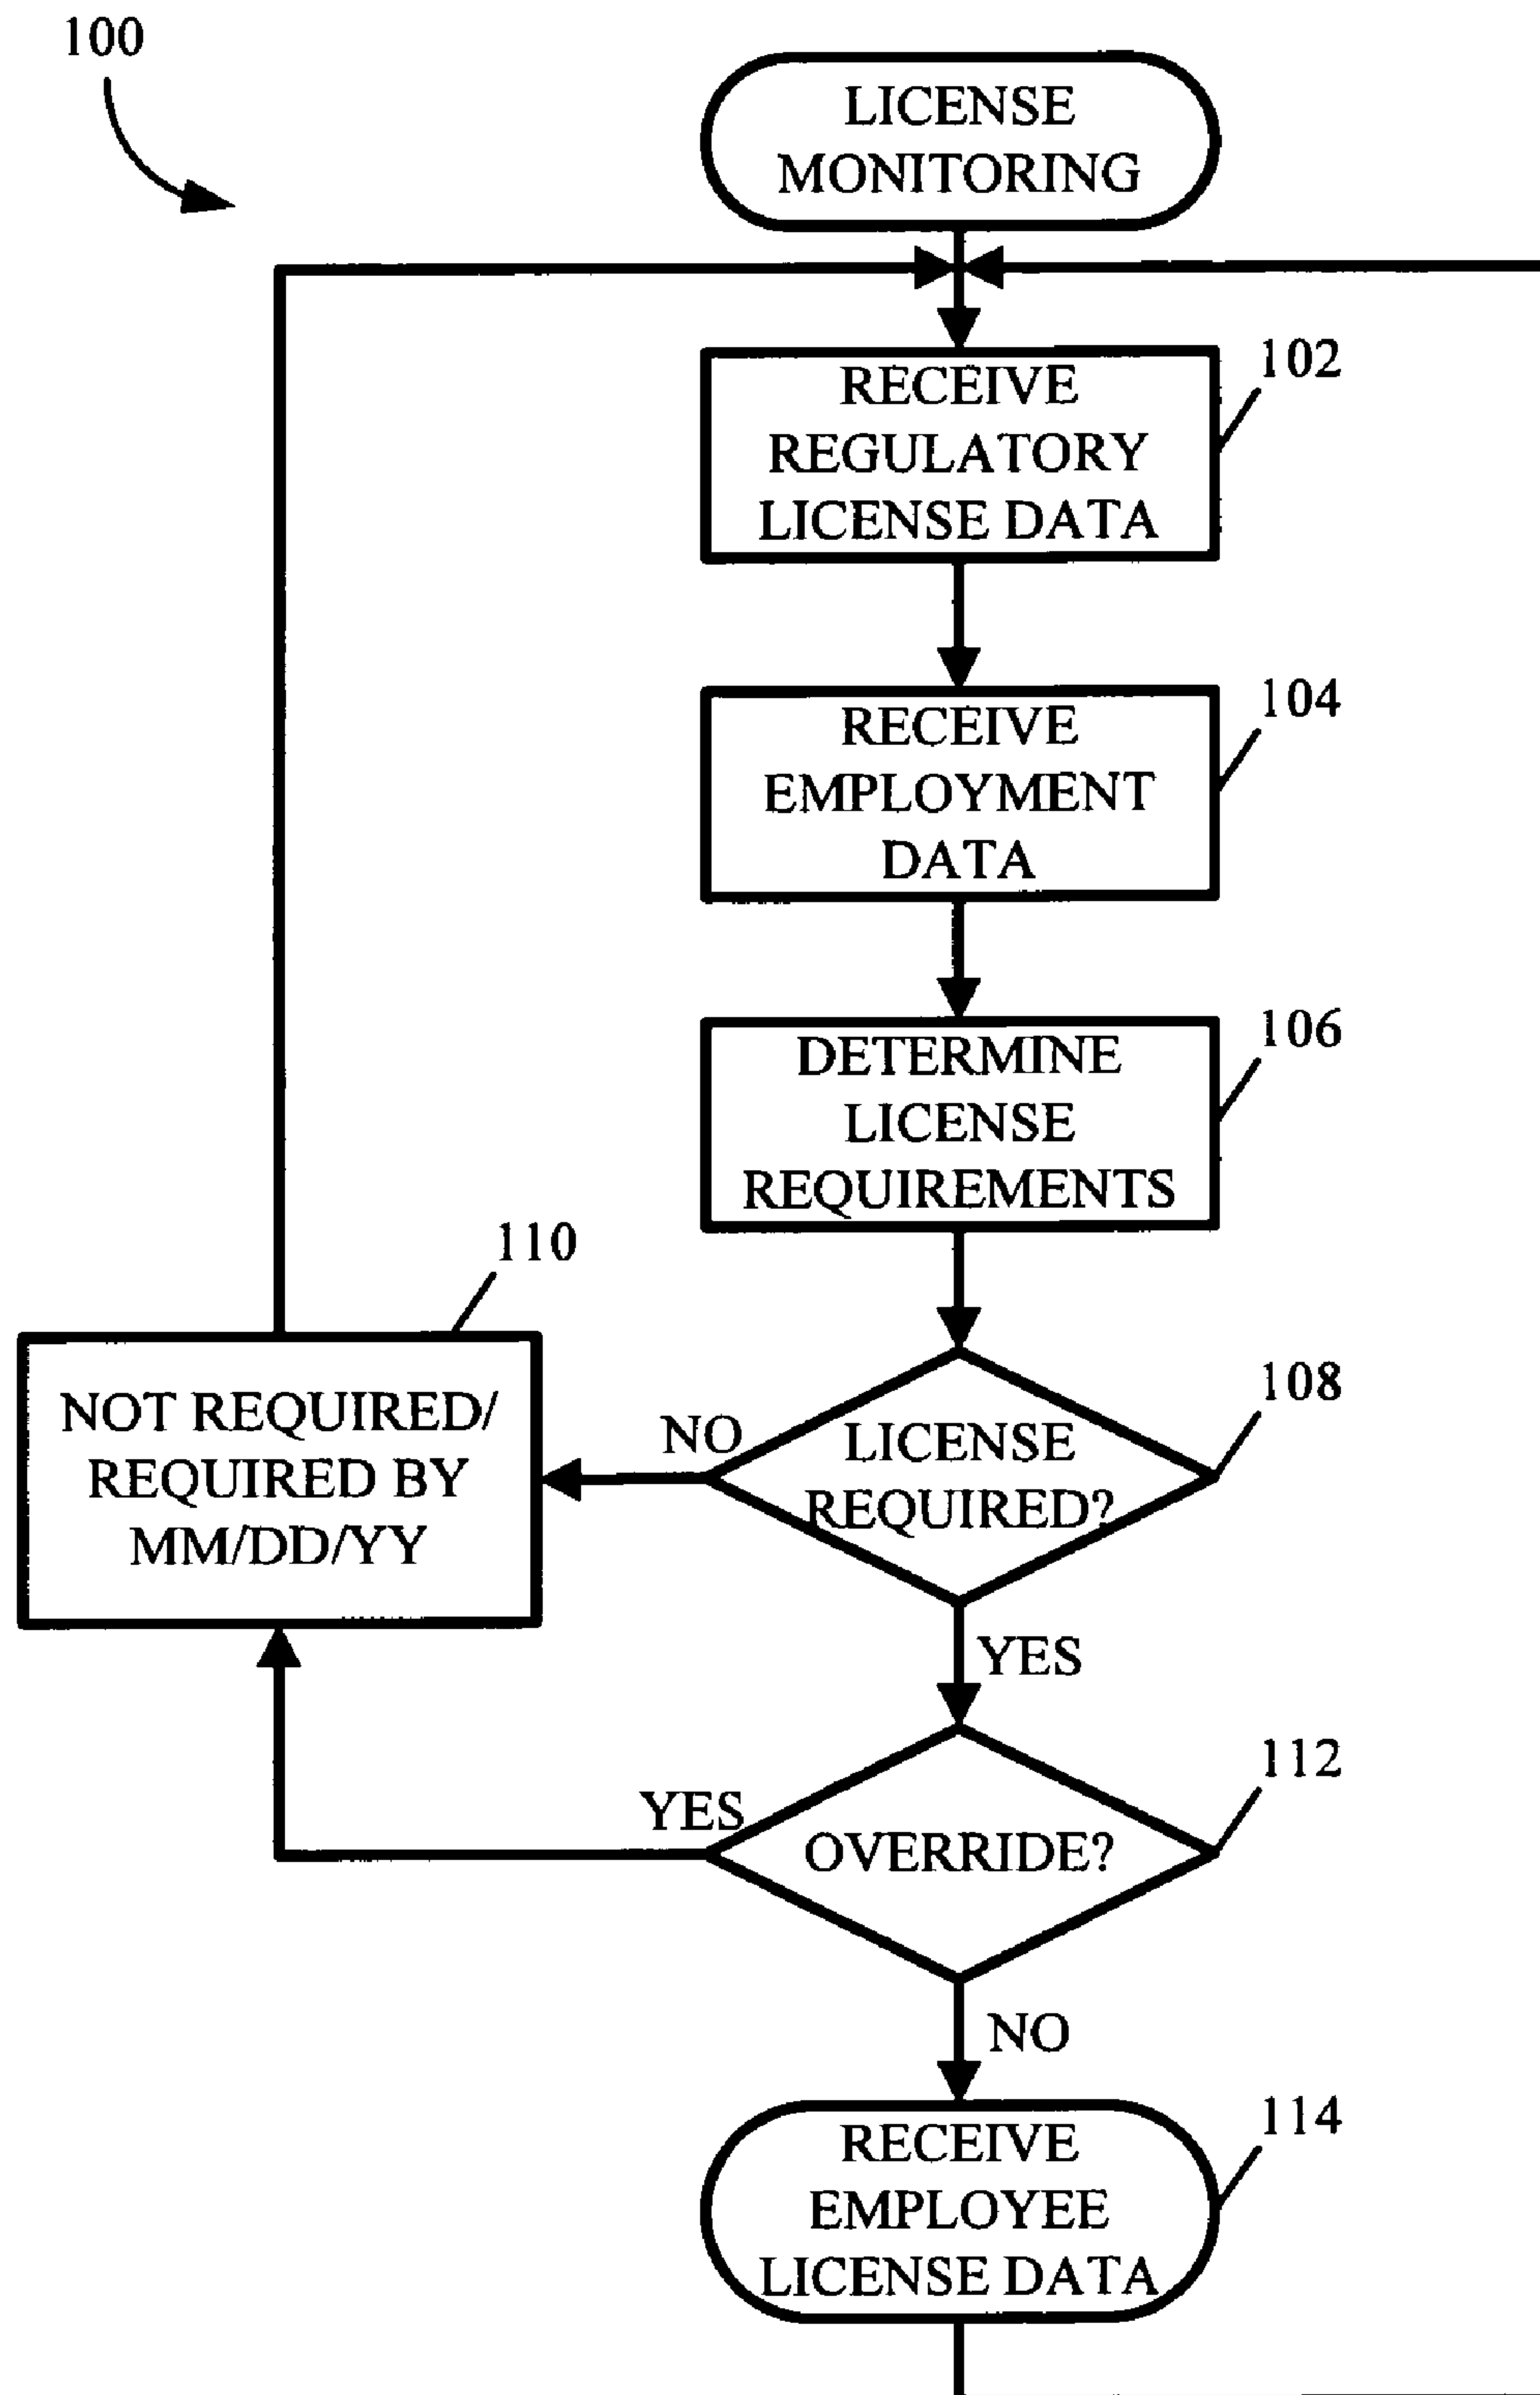 100
LICENSE
MONITORING
RECEIVE
REGULATORY
LICENSE DATA
102
RECEIVE
EMPLOYMENT
DATA
104
DETERMINE
LICENSE
REQUIREMENTS
106
110
NOT REQUIRED/
REQUIRED BY
MM/DD/YY
NO
LICENSE
REQUIRED?
108
YES
YES
OVERRIDE?
112
NO
RECEIVE
EMPLOYEE
LICENSE DATA
114